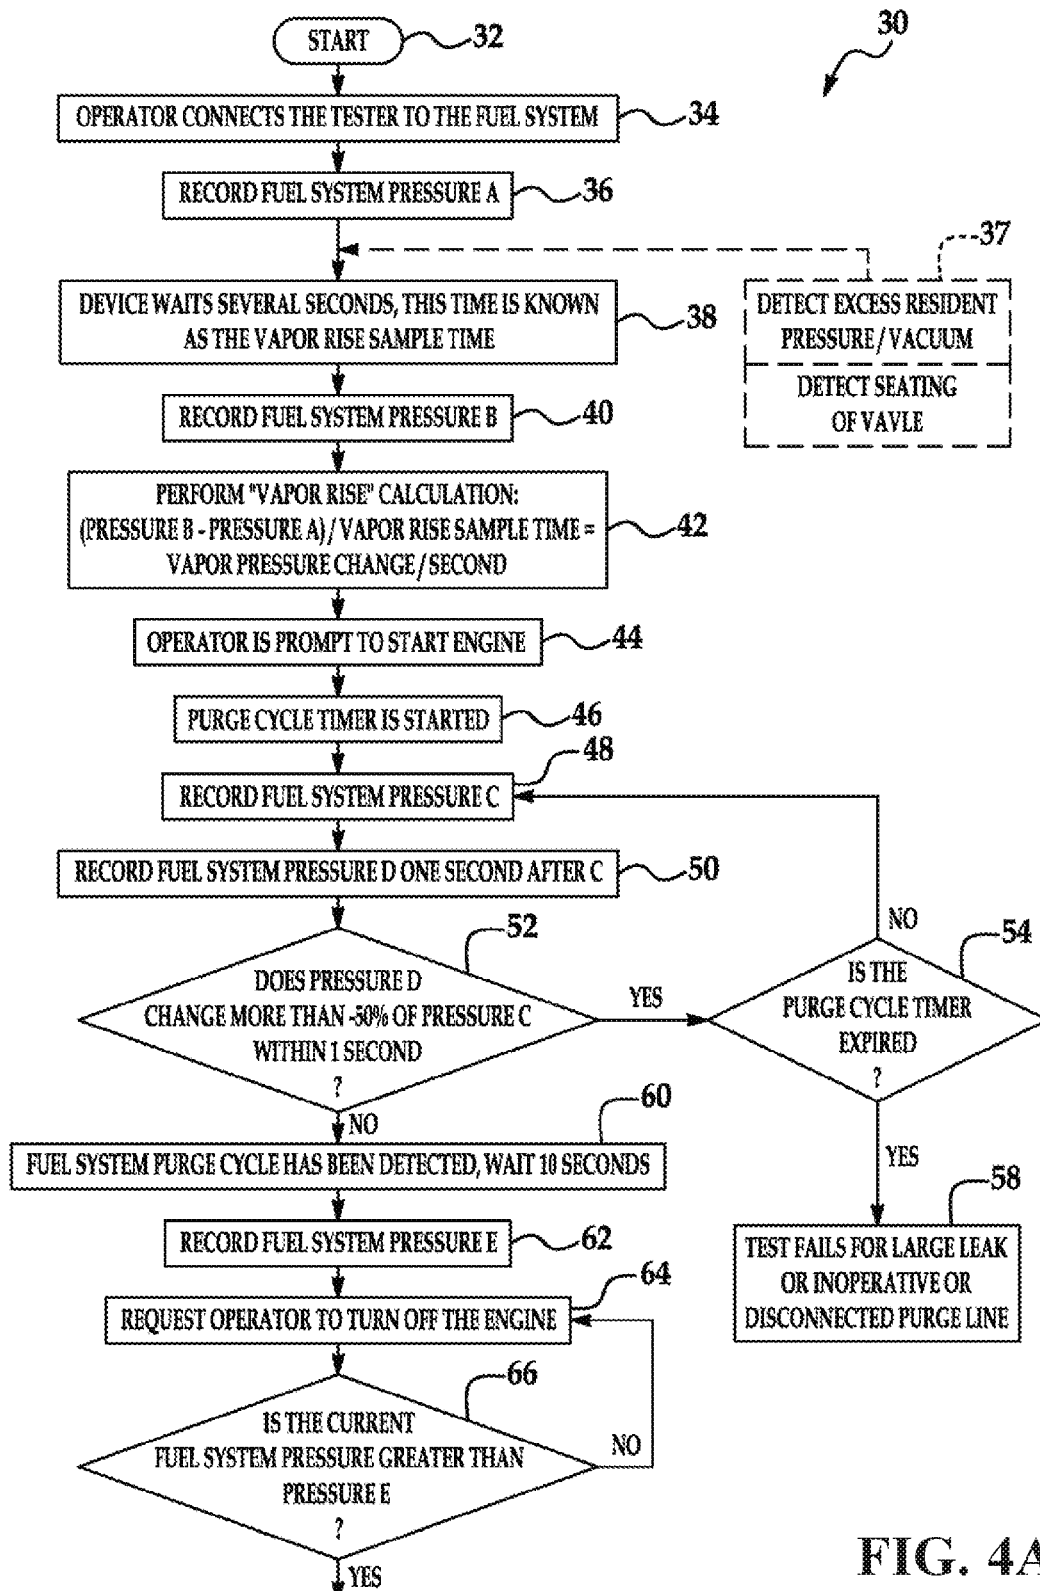 30
START
32
OPERATOR CONNECTS THE TESTER TO THE FUEL SYSTEM
34
RECORD FUEL SYSTEM PRESSURE A
36
37
DETECT EXCESS RESIDENT
PRESSURE / VACUUM
DETECT SEATING
OF VAVLE
DEVICE WAITS SEVERAL SECONDS, THIS TIME IS KNOWN
AS THE VAPOR RISE SAMPLE TIME
38
RECORD FUEL SYSTEM PRESSURE B
40
PERFORM "VAPOR RISE" CALCULATION:
(PRESSURE B - PRESSURE A) / VAPOR RISE SAMPLE TIME =
VAPOR PRESSURE CHANGE / SECOND
42
OPERATOR IS PROMPT TO START ENGINE
44
PURGE CYCLE TIMER IS STARTED
46
RECORD FUEL SYSTEM PRESSURE C
48
RECORD FUEL SYSTEM PRESSURE D ONE SECOND AFTER C
50
DOES PRESSURE D
CHANGE MORE THAN -50% OF PRESSURE C
WITHIN 1 SECOND
?
52
YES
NO
IS THE
PURGE CYCLE TIMER
EXPIRED
?
54
NO
YES
TEST FAILS FOR LARGE LEAK
OR INOPERATIVE OR
DISCONNECTED PURGE LINE
58
FUEL SYSTEM PURGE CYCLE HAS BEEN DETECTED, WAIT 10 SECONDS
60
RECORD FUEL SYSTEM PRESSURE E
62
REQUEST OPERATOR TO TURN OFF THE ENGINE
64
IS THE CURRENT
FUEL SYSTEM PRESSURE GREATER THAN
PRESSURE E
?
66
NO
YES
FIG. 4A